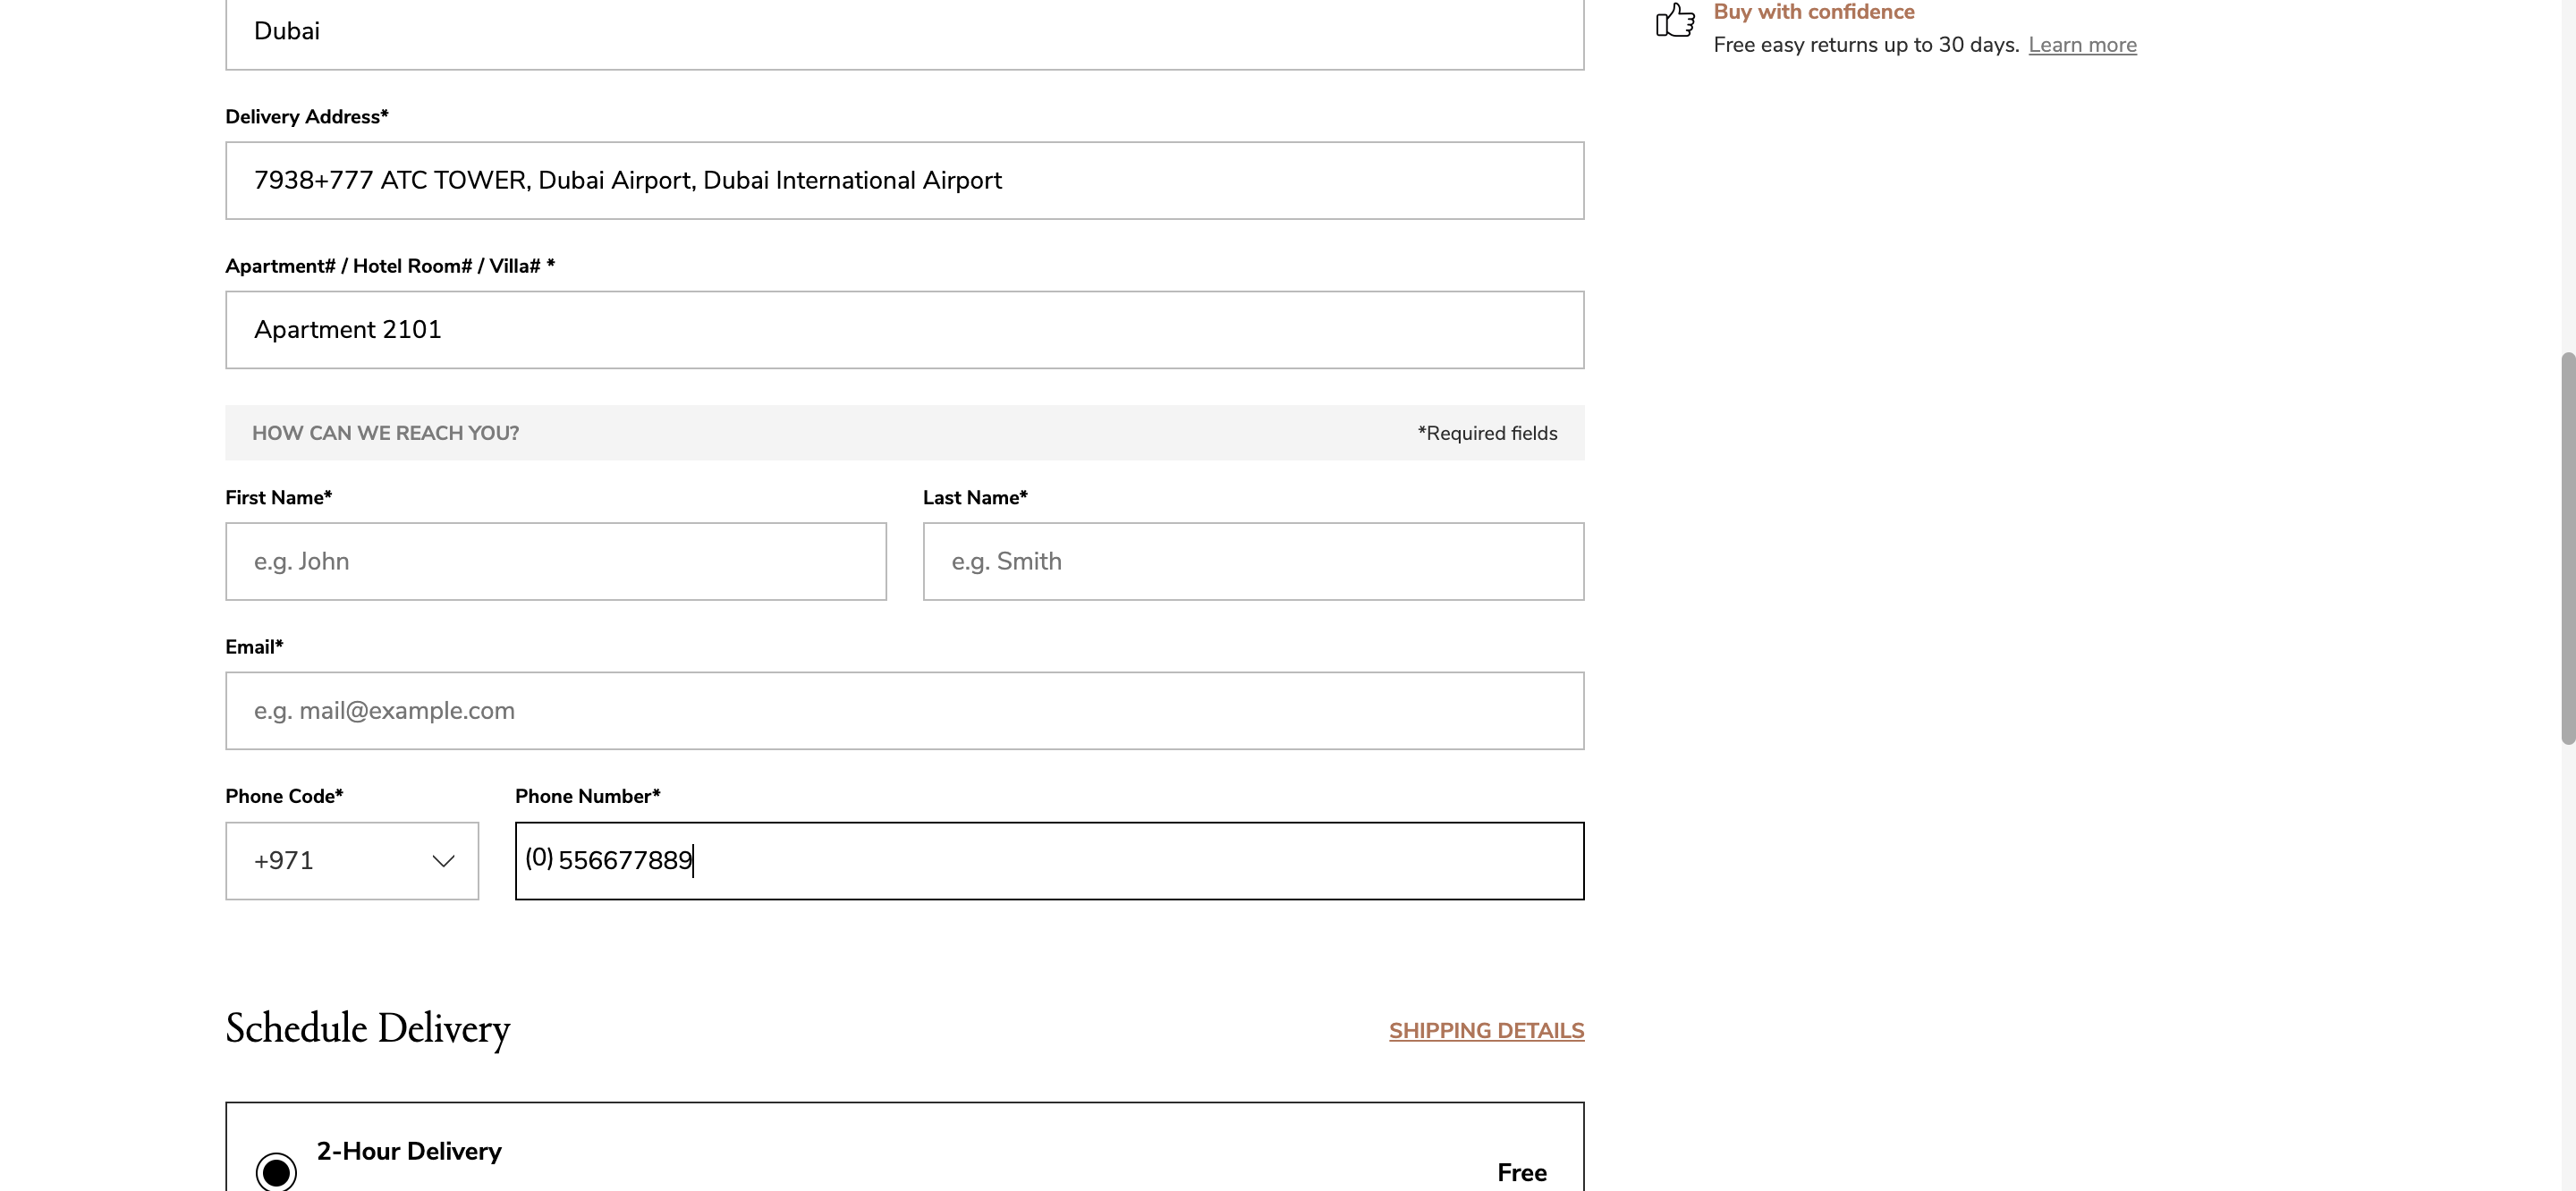 Dubai
Buy with confidence
Free easy returns up to 30 days. Learn more
Delivery Address*
7938+777 ATC TOWER, Dubai Airport, Dubai International Airport
Apartment# / Hotel Room# / Villa# *
Apartment 2101
HOW CAN WE REACH YOU? *Required fields
First Name* Last Name*
e.g. John e.g. Smith
Email*
e.g. mail@example.com
Phone Code* Phone Number*
+971 (0) 556677889
Schedule Delivery SHIPPING DETAILS
2-Hour Delivery
Free